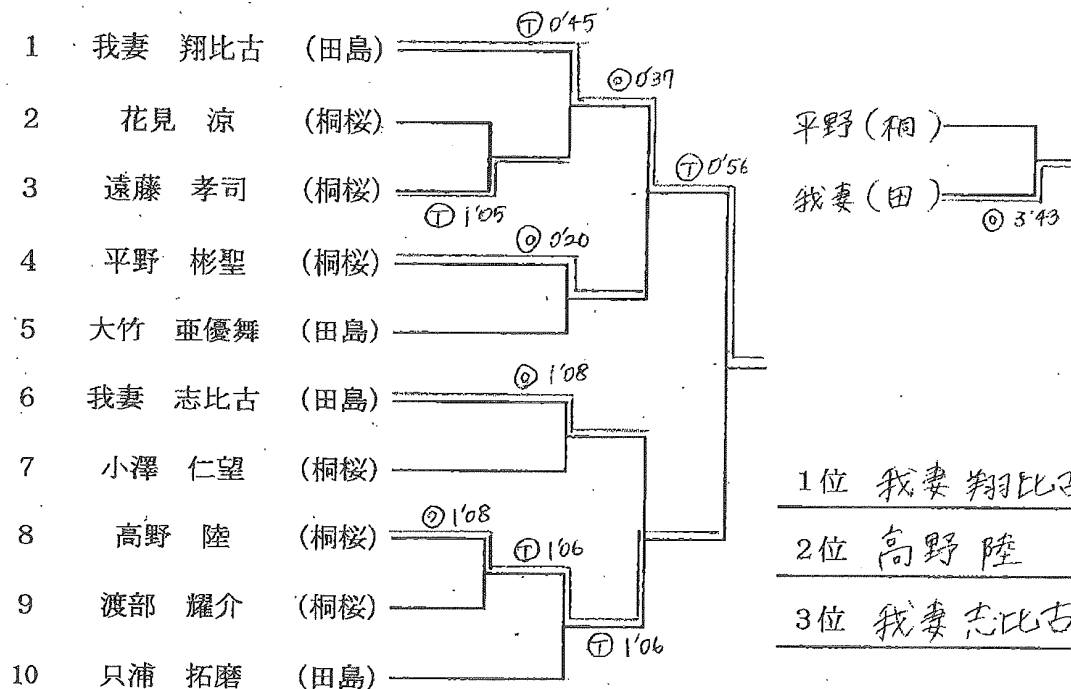 Ⓣ 0'45
1 我妻 翔比古 (田島)
◎ 0'37
2 花見 涼 (桐桜)
平野 (桐)
Ⓣ 0'56
3 遠藤 孝司 (桐桜)
我妻 (田)
Ⓣ 1'05
◎ 3'43
◎ 0'20
4 平野 彬聖 (桐桜)
5 大竹 亜優舞 (田島)
◎ 1'08
6 我妻 志比古 (田島)
7 小澤 仁望 (桐桜)
1位 我妻 翔比古
◎ 1'08
8 高野 陸 (桐桜)
Ⓣ 1'06
2位 高野 陸
9 渡部 耀介 (桐桜)
3位 我妻 志比古
Ⓣ 1'06
10 只浦 拓磨 (田島)